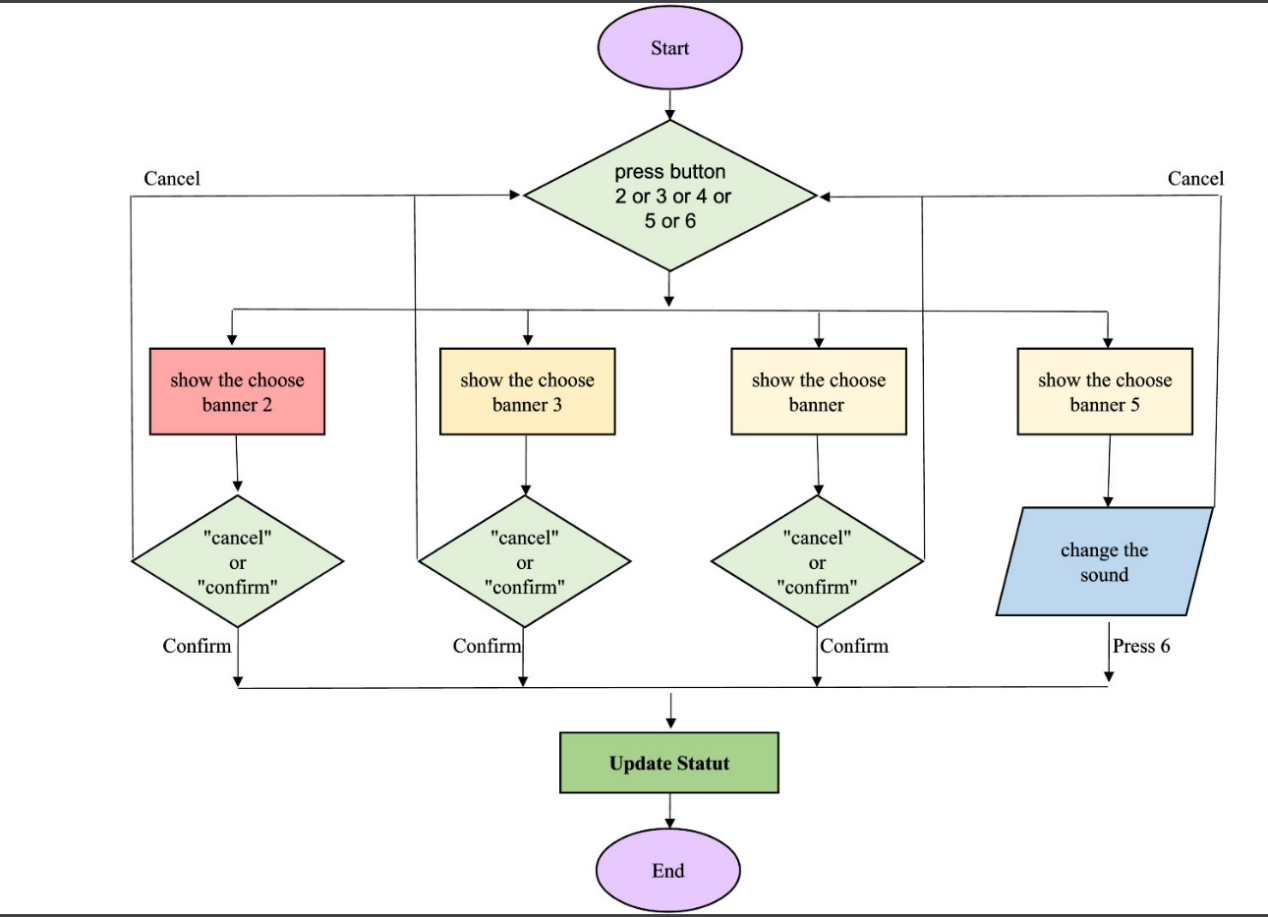 Start
press button
2 or 3 or 4 or
5 or 6
Cancel
Cancel
show the choose
banner 2
show the choose
banner 3
show the choose
banner
show the choose
banner 5
"cancel"
or
"confirm"
"cancel"
or
"confirm"
"cancel"
or
"confirm"
change the
sound
Confirm
Confirm
Confirm
Press 6
Update Statut
End